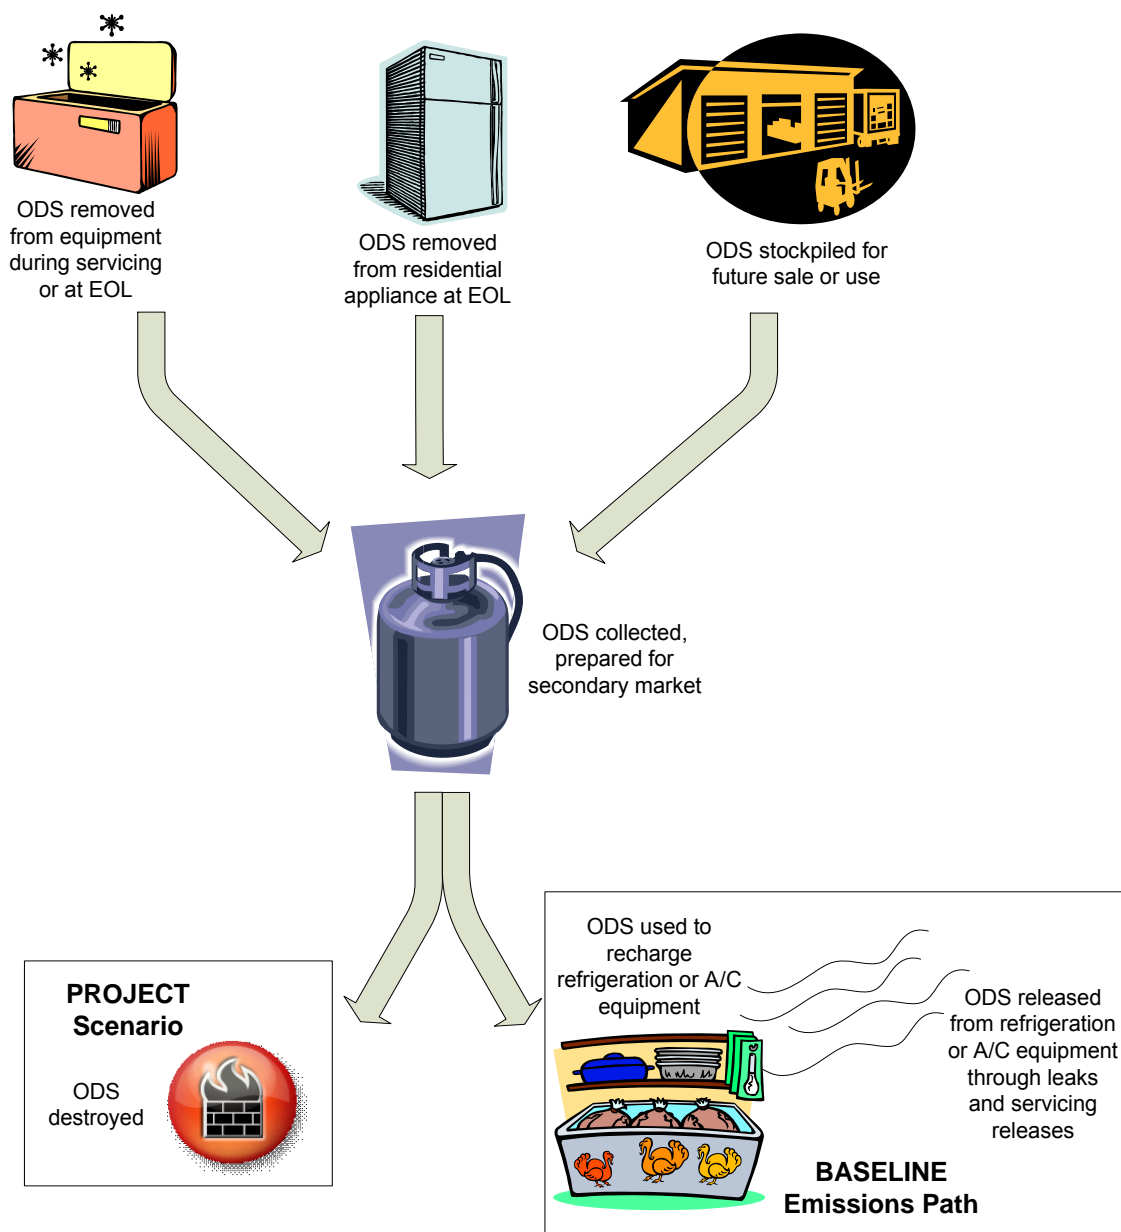 ODS removed
from equipment
during servicing
or at EOL
ODS removed
from residential
appliance at EOL
ODS stockpiled for
future sale or use
ODS collected,
prepared for
secondary market
PROJECT
Scenario
ODS
destroyed
ODS used to
recharge
refrigeration or A/C
equipment
ODS released
from refrigeration
or A/C equipment
through leaks
and servicing
releases
BASELINE
Emissions Path